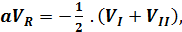 aV_R = −1/2 . (V_I + V_II),